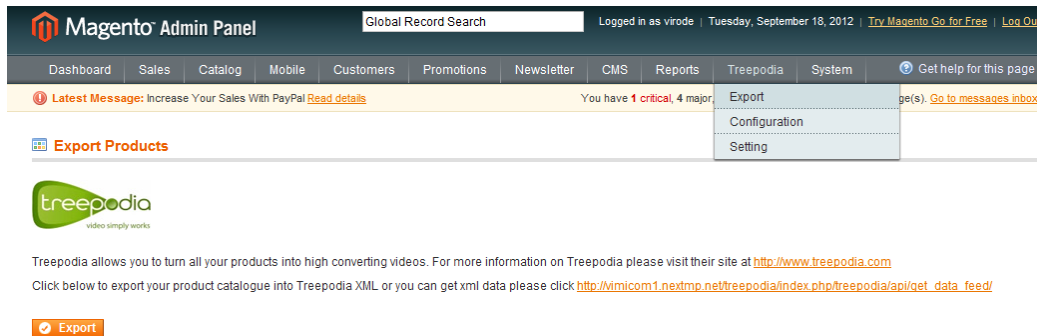 Magento Admin Panel
Global Record Search
Logged in as virode | Tuesday, September 18, 2012 | Try Magento Go for Free | Log Ou
Dashboard Sales Catalog Mobile Customers Promotions Newsletter CMS Reports Treepodia System Get help for this page
Latest Message: Increase Your Sales With PayPal Read details
You have 1 critical, 4 major, ge(s). Go to messages inbox
Export
Configuration
Setting
Export Products
treepodia
video simply works
Treepodia allows you to turn all your products into high converting videos. For more information on Treepodia please visit their site at http://www.treepodia.com
Click below to export your product catalogue into Treepodia XML or you can get xml data please click http://vimicom1.nextmp.net/treepodia/index.php/treepodia/api/get_data_feed/
Export